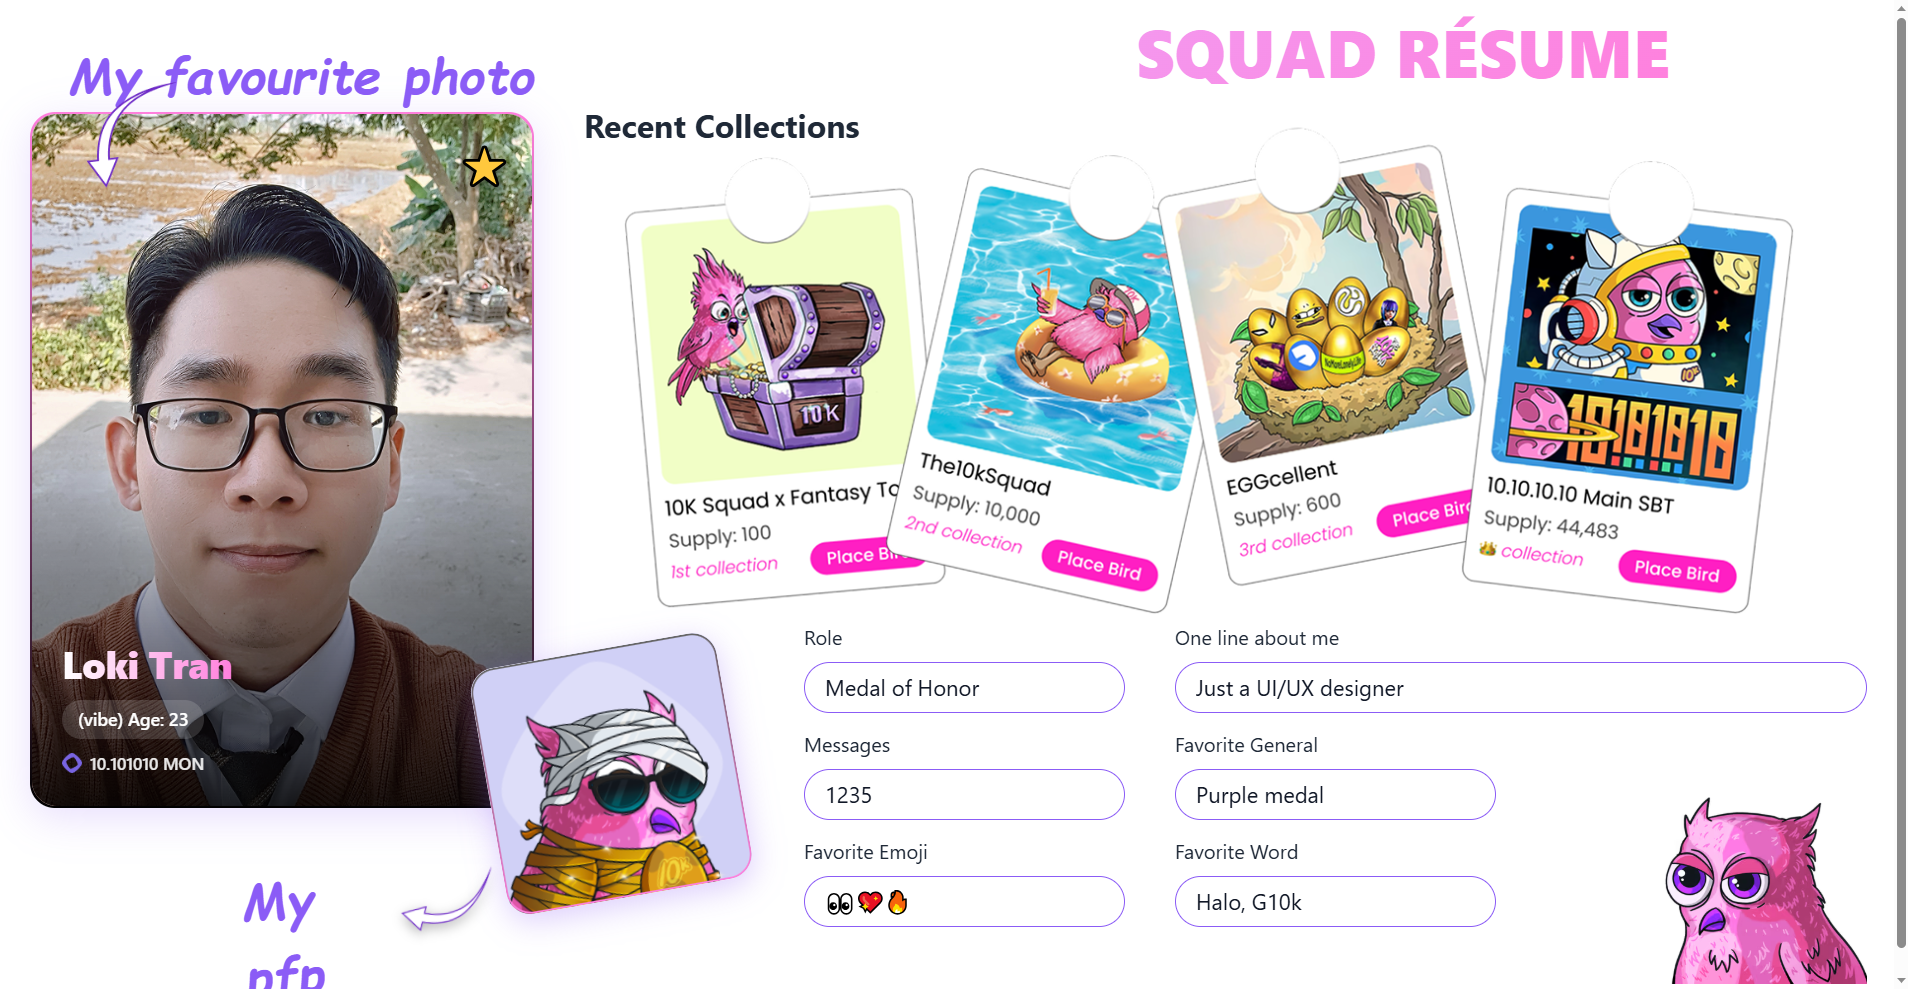 SQUAD RÉSUME
My favourite photo
Loki Tran
(vibe) Age: 23
10.101010 MON
My
pfp
Recent Collections
10K
10K Squad x Fantasy To
Supply: 100
1st collection
Place Bird
The10kSquad
Supply: 10,000
2nd collection
Place Bird
EGGcellent
Supply: 600
3rd collection
Place Bird
10K
10101010
10.10.10.10 Main SBT
Supply: 44,483
👑 collection
Place Bird
Role
Medal of Honor
One line about me
Just a UI/UX designer
Messages
1235
Favorite General
Purple medal
Favorite Emoji
👀💖🔥
Favorite Word
Halo, G10k